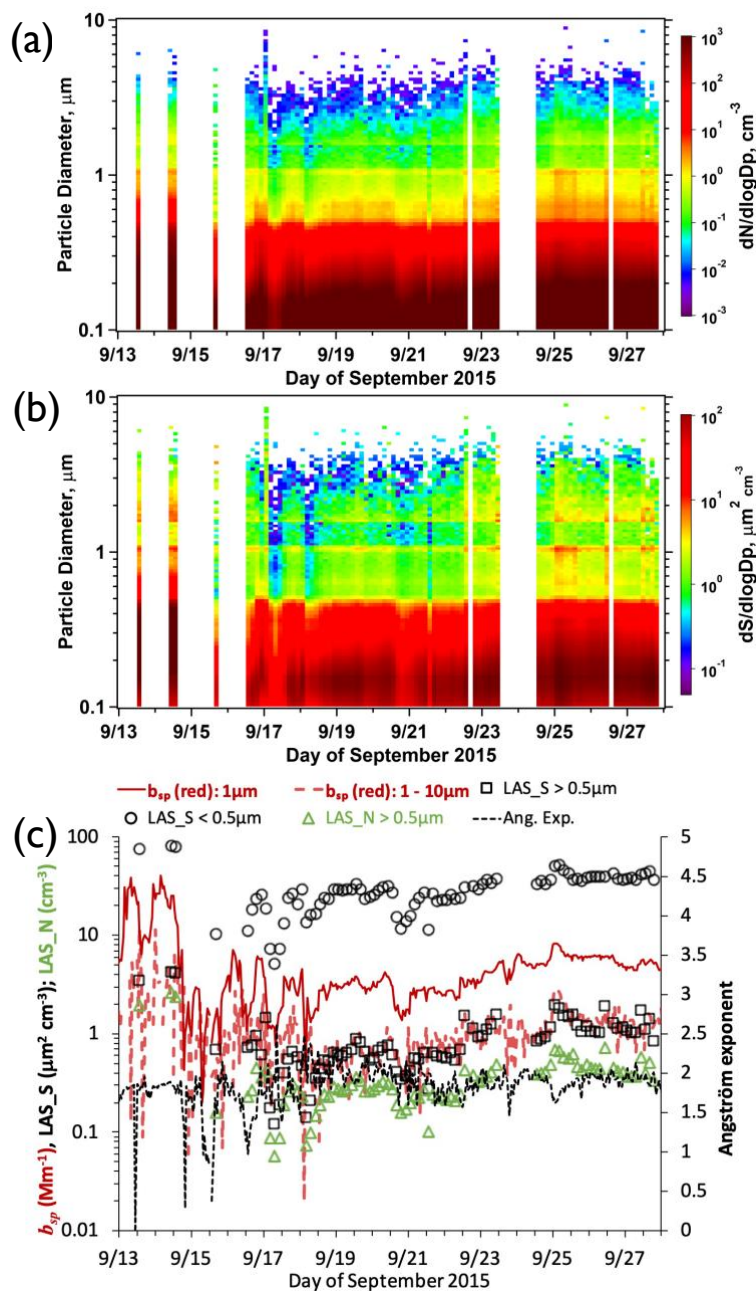 (a)
10
1
0.1
Particle Diameter, μm
9/13 9/15 9/17 9/19 9/21 9/23 9/25 9/27
Day of September 2015
10³
10²
10¹
10⁰
10⁻¹
10⁻²
10⁻³
dN/dlogDp, cm⁻³
(b)
10
1
0.1
Particle Diameter, μm
9/13 9/15 9/17 9/19 9/21 9/23 9/25 9/27
Day of September 2015
10²
10¹
10⁰
10⁻¹
dS/dlogDp, μm² cm⁻³
b_sp (red): 1μm b_sp (red): 1 - 10μm LAS_S > 0.5μm
LAS_S < 0.5μm LAS_N > 0.5μm Ang. Exp.
(c)
100
10
1
0.1
0.01
b_sp (Mm⁻¹), LAS_S (μm² cm⁻³); LAS_N (cm⁻³)
5
4.5
4
3.5
3
2.5
2
1.5
1
0.5
0
Angström exponent
9/13 9/15 9/17 9/19 9/21 9/23 9/25 9/27
Day of September 2015